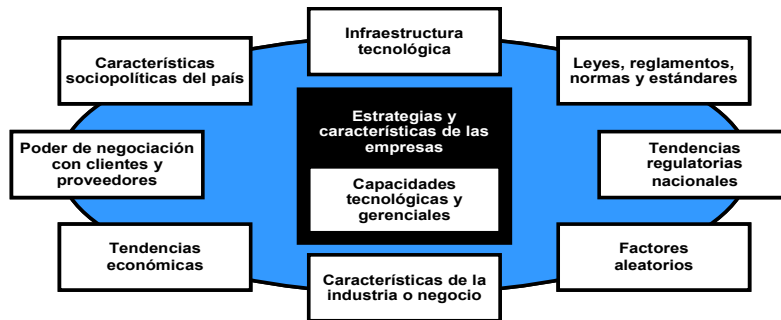 Infraestructura
tecnológica
Características
sociopolíticas del país
Leyes, reglamentos,
normas y estándares
Estrategias y
características de las
empresas
Poder de negociación
con clientes y
proveedores
Tendencias
regulatorias
nacionales
Capacidades
tecnológicas y
gerenciales
Tendencias
económicas
Factores
aleatorios
Características de la
industria o negocio